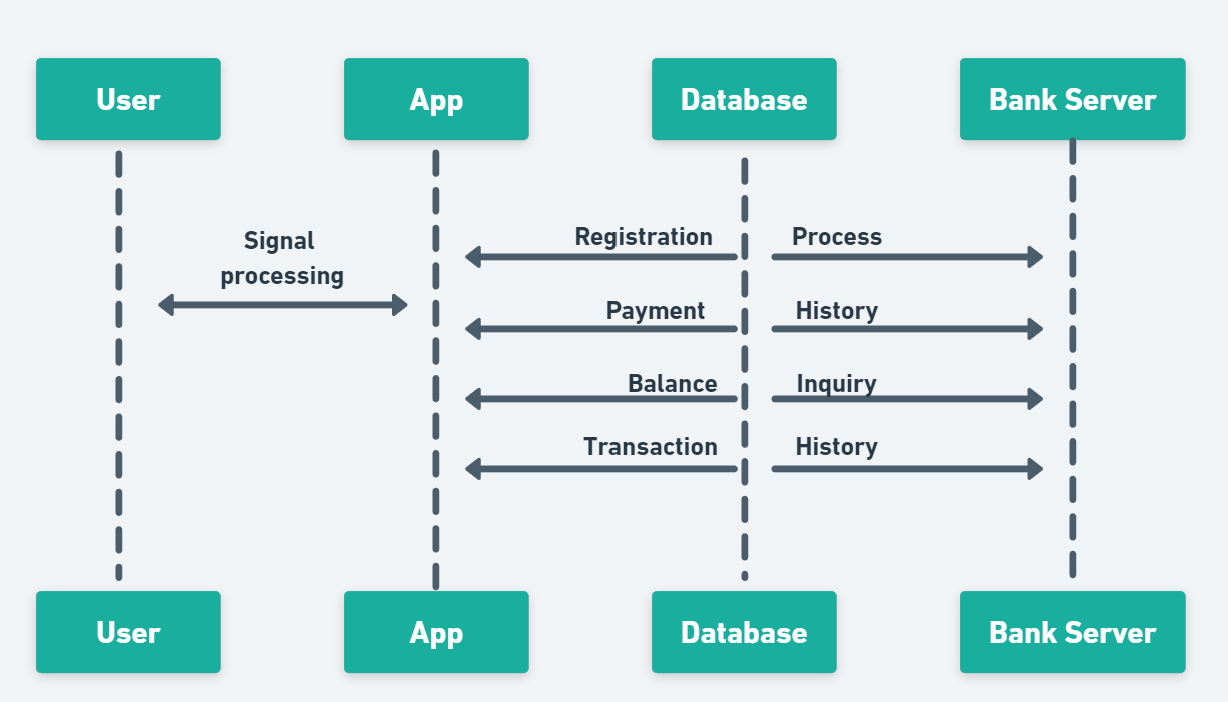 User
App
Database
Bank Server
Signal
processing
Registration
Process
Payment
History
Balance
Inquiry
Transaction
History
User
App
Database
Bank Server